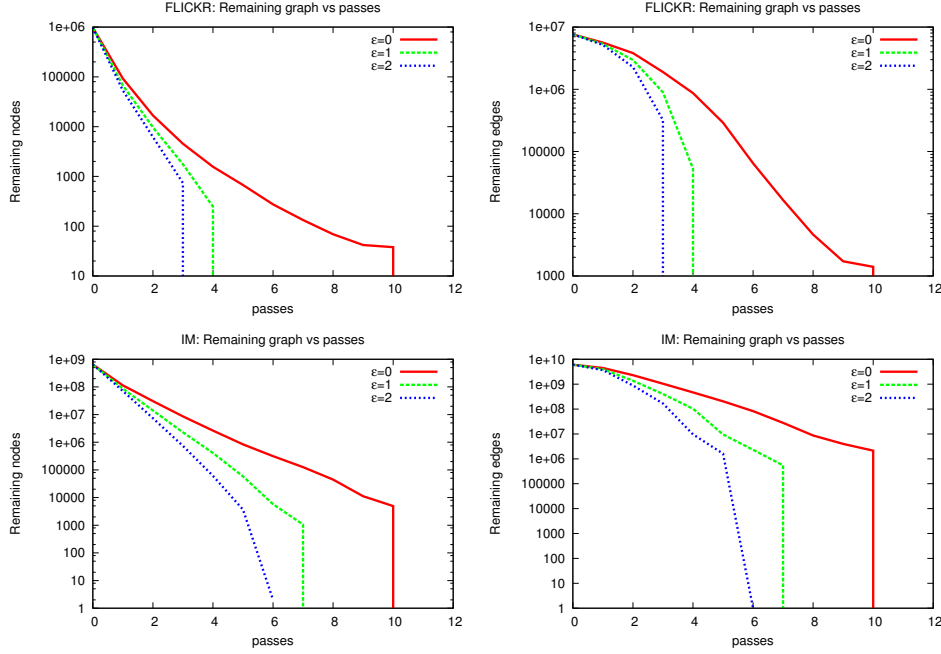 FLICKR: Remaining graph vs passes
Remaining nodes
1e+06
100000
10000
1000
100
10
0 2 4 6 8 10 12
passes
ε=0
ε=1
ε=2
FLICKR: Remaining graph vs passes
Remaining edges
1e+07
1e+06
100000
10000
1000
0 2 4 6 8 10 12
passes
ε=0
ε=1
ε=2
IM: Remaining graph vs passes
Remaining nodes
1e+09
1e+08
1e+07
1e+06
100000
10000
1000
100
10
1
0 2 4 6 8 10 12
passes
ε=0
ε=1
ε=2
IM: Remaining graph vs passes
Remaining edges
1e+10
1e+09
1e+08
1e+07
1e+06
100000
10000
1000
100
10
1
0 2 4 6 8 10 12
passes
ε=0
ε=1
ε=2